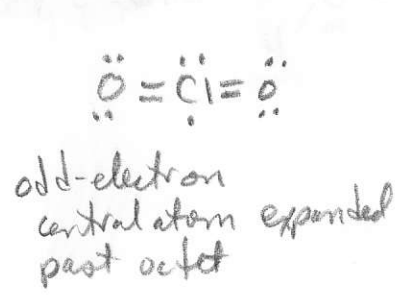 Ö=Cl=O
odd-electron
central atom expanded
past octet